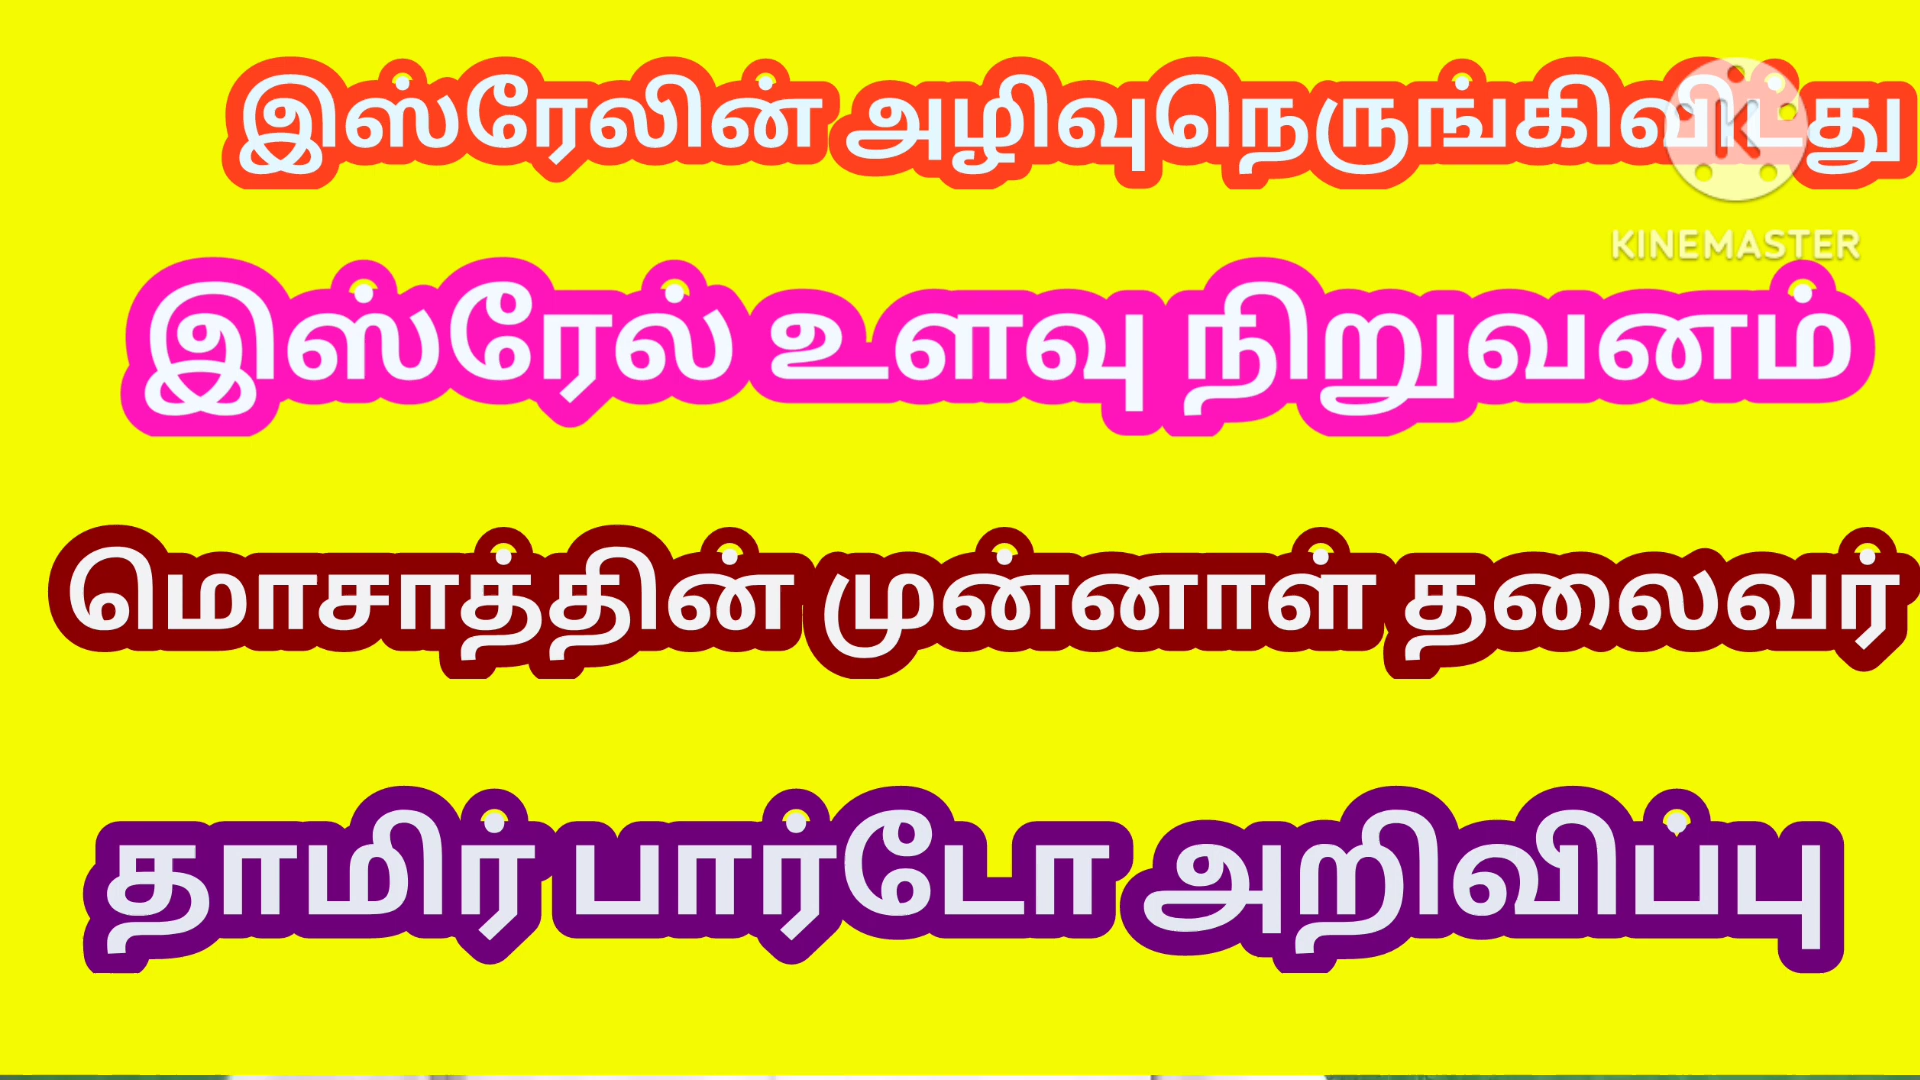 இஸ்ரேலின் அழிவுநெருங்கிவிட்டது
KINEMASTER
இஸ்ரேல் உளவு நிறுவனம்
மொசாத்தின் முன்னாள் தலைவர்
தாமிர் பார்டோ அறிவிப்பு